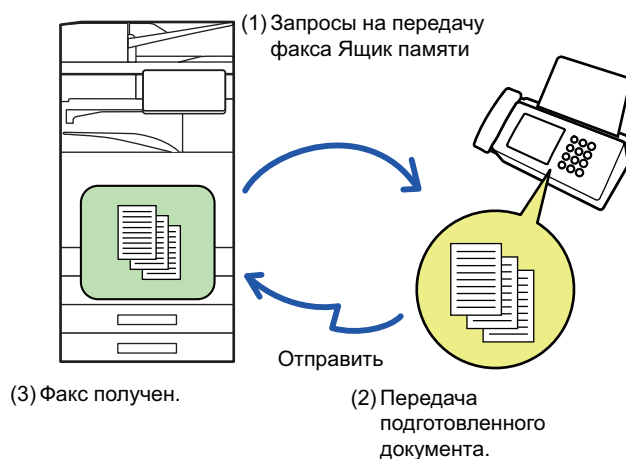 (1) Запросы на передачу
факса Ящик памяти
Отправить
(3) Факс получен.
(2) Передача
подготовленного
документа.